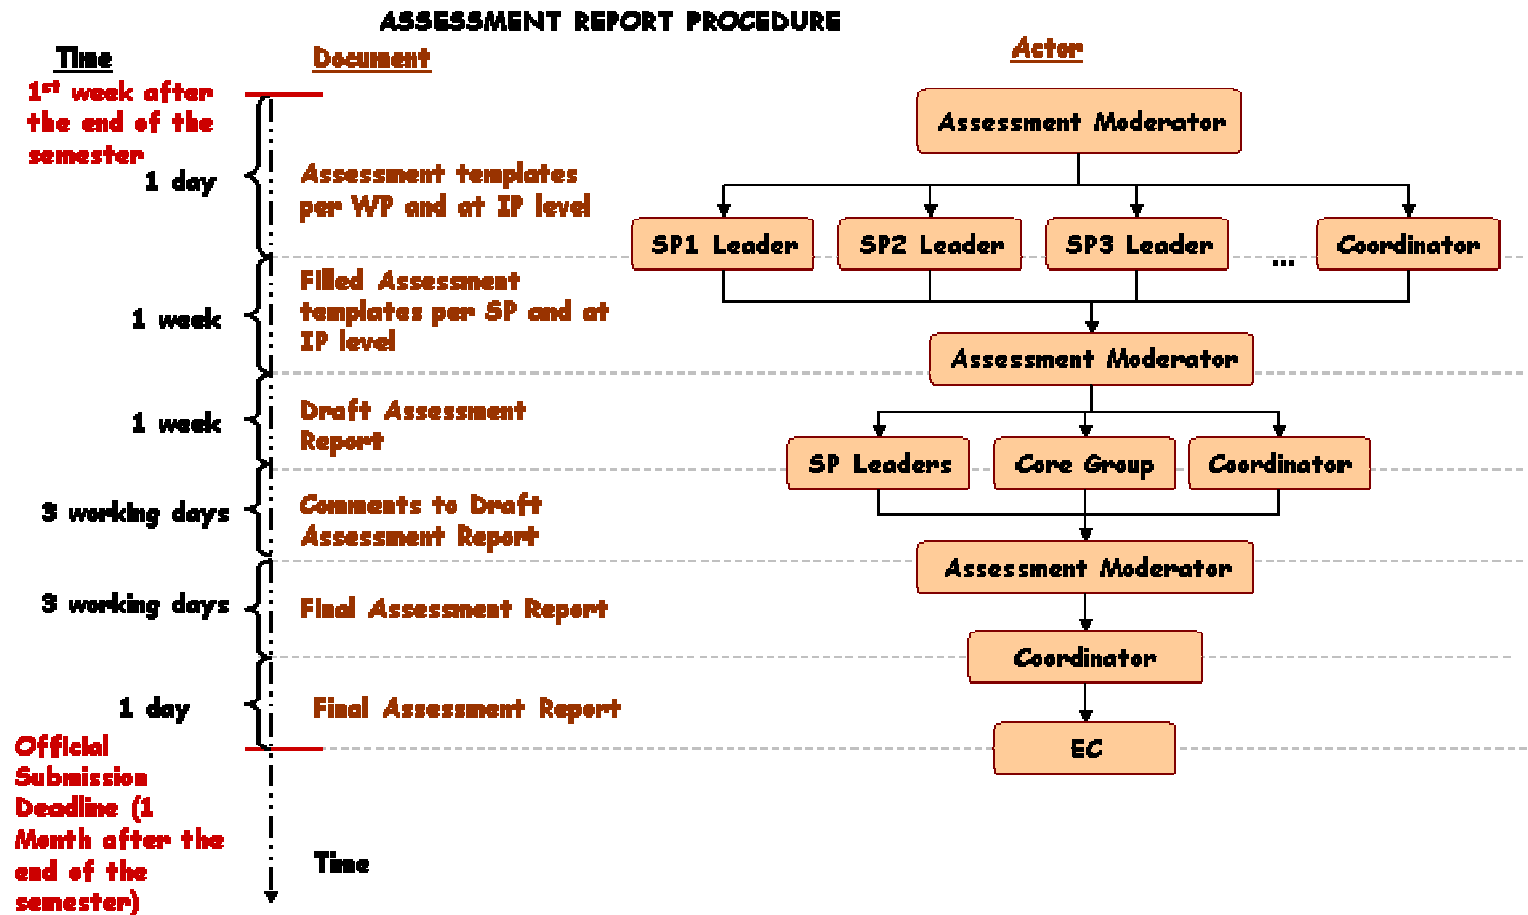 ASSESSMENT REPORT PROCEDURE
Time
Document
Actor
1st week after
the end of the
semester
Assessment Moderator
1 day
Assessment templates
per WP and at IP level
SP1 Leader
SP2 Leader
SP3 Leader
...
Coordinator
1 week
Filled Assessment
templates per SP and at
IP level
Assessment Moderator
1 week
Draft Assessment
Report
SP Leaders
Core Group
Coordinator
3 working days
Comments to Draft
Assessment Report
Assessment Moderator
3 working days
Final Assessment Report
Coordinator
1 day
Final Assessment Report
EC
Official
Submission
Deadline (1
Month after the
end of the
semester)
Time